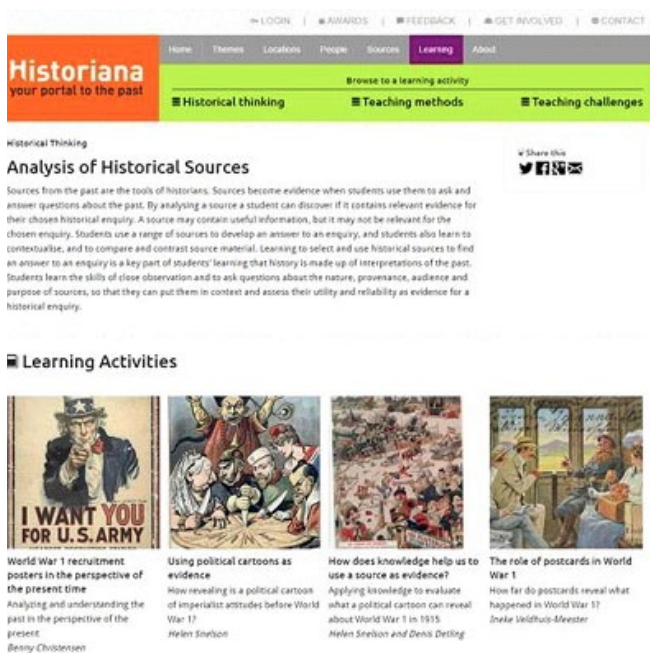 LOGIN | AWARDS | FEEDBACK | GET INVOLVED | CONTACT
Historiana
your portal to the past
Home Themes Locations People Sources Learning About
Browse to a learning activity
Historical thinking Teaching methods Teaching challenges
Historical Thinking
Analysis of Historical Sources
Share this
Sources from the past are the tools of historians. Sources become evidence when students use them to ask and
answer questions about the past. By analysing a source a student can discover if it contains relevant evidence for
their chosen historical enquiry. A source may contain useful information, but it may not be relevant for the
chosen enquiry. Students use a range of sources to develop an answer to an enquiry, and students also learn to
contextualise, and to compare and contrast source material. Learning to select and use historical sources to find
an answer to an enquiry is a key part of students' learning that history is made up of interpretations of the past.
Students learn the skills of close observation and to ask questions about the nature, provenance, audience and
purpose of sources, so that they can put them in context and assess their utility and reliability as evidence for a
historical enquiry.
Learning Activities
I WANT YOU
FOR U.S. ARMY
World War 1 recruitment
posters in the perspective of
the present time
Analyzing and understanding the
past in the perspective of the
present
Benny Christensen
Using political cartoons as
evidence
How revealing is a political cartoon
of imperialist attitudes before World
War 1?
Helen Snelson
How does knowledge help us to
use a source as evidence?
Applying knowledge to evaluate
what a political cartoon can reveal
about World War 1 in 1915
Helen Snelson and Denis Detling
The role of postcards in World
War 1
How far do postcards reveal what
happened in World War 1?
Ineke Veldhuis-Meester